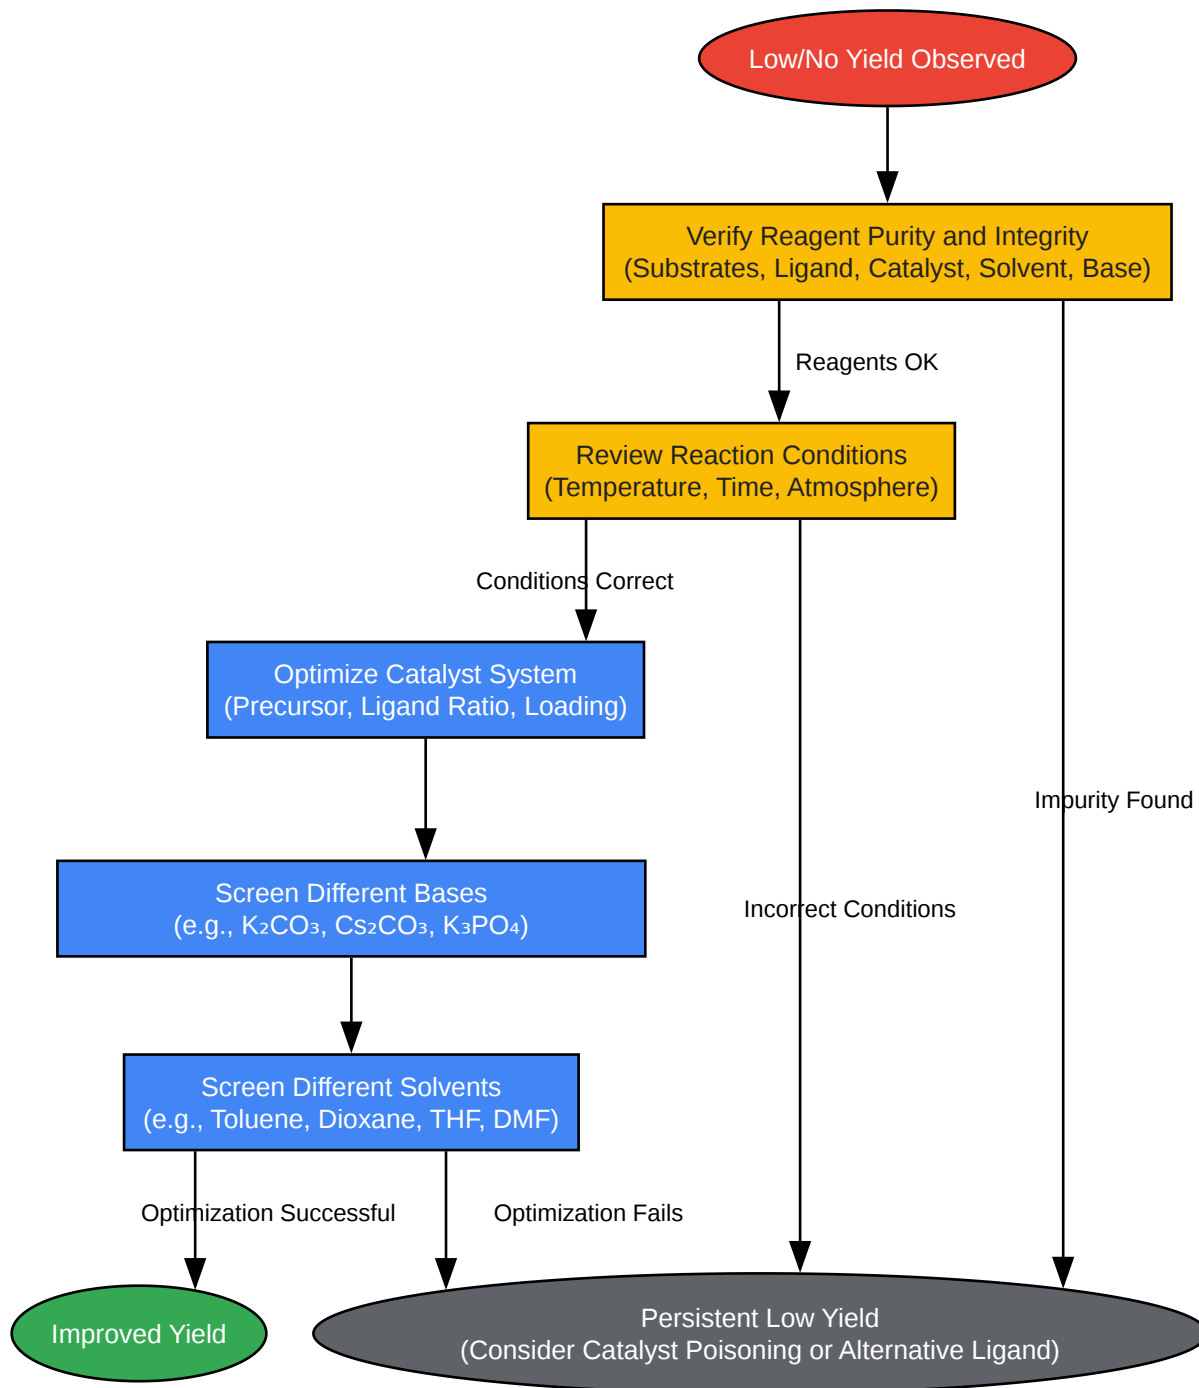 Low/No Yield Observed
Verify Reagent Purity and Integrity
(Substrates, Ligand, Catalyst, Solvent, Base)
Reagents OK
Review Reaction Conditions
(Temperature, Time, Atmosphere)
Conditions Correct
Optimize Catalyst System
(Precursor, Ligand Ratio, Loading)
Impurity Found
Screen Different Bases
(e.g., K₂CO₃, Cs₂CO₃, K₃PO₄)
Incorrect Conditions
Screen Different Solvents
(e.g., Toluene, Dioxane, THF, DMF)
Optimization Successful
Optimization Fails
Improved Yield
Persistent Low Yield
(Consider Catalyst Poisoning or Alternative Ligand)